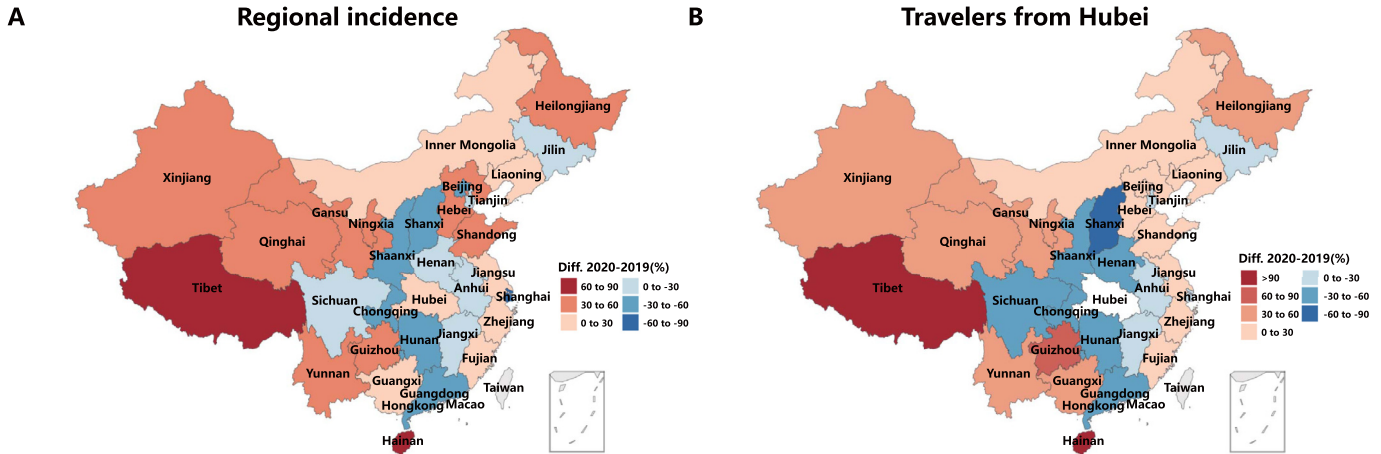 A
Regional incidence
Heilongjiang
Inner Mongolia
Jilin
Liaoning
Xinjiang
Beijing
Tianjin
Gansu
Hebei
Ningxia
Shanxi
Shandong
Qinghai
Shaanxi
Henan
Jiangsu
Tibet
Anhui
Sichuan
Hubei
Shanghai
Chongqing
Zhejiang
Hunan
Jiangxi
Guizhou
Fujian
Yunnan
Guangxi
Taiwan
Guangdong
Hongkong
Macao
Hainan
Diff. 2020-2019(%)
60 to 90
0 to -30
30 to 60
-30 to -60
0 to 30
-60 to -90
B
Travelers from Hubei
Heilongjiang
Inner Mongolia
Jilin
Liaoning
Xinjiang
Beijing
Tianjin
Gansu
Hebei
Ningxia
Shanxi
Shandong
Qinghai
Shaanxi
Henan
Jiangsu
Tibet
Anhui
Sichuan
Hubei
Shanghai
Chongqing
Zhejiang
Hunan
Jiangxi
Guizhou
Fujian
Yunnan
Guangxi
Taiwan
Guangdong
Hongkong
Macao
Hainan
Diff. 2020-2019(%)
>90
0 to -30
60 to 90
-30 to -60
30 to 60
-60 to -90
0 to 30